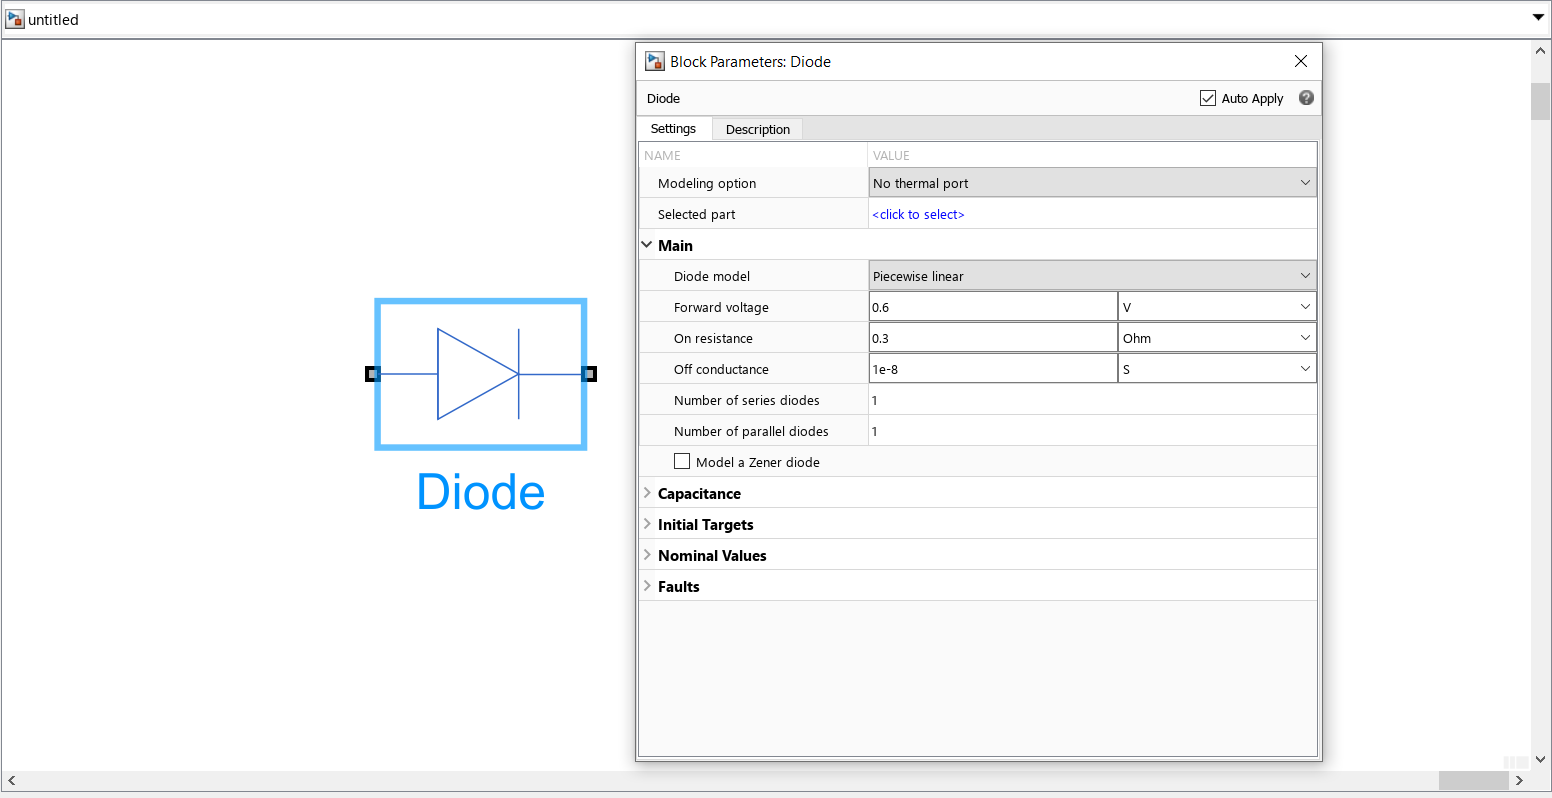 untitled
Block Parameters: Diode
Diode
Auto Apply
Settings Description
NAME VALUE
Modeling option No thermal port
Selected part <click to select>
Main
Diode model Piecewise linear
Forward voltage 0.6 V
On resistance 0.3 Ohm
Off conductance 1e-8 S
Number of series diodes 1
Number of parallel diodes 1
Model a Zener diode
Capacitance
Initial Targets
Nominal Values
Faults
Diode